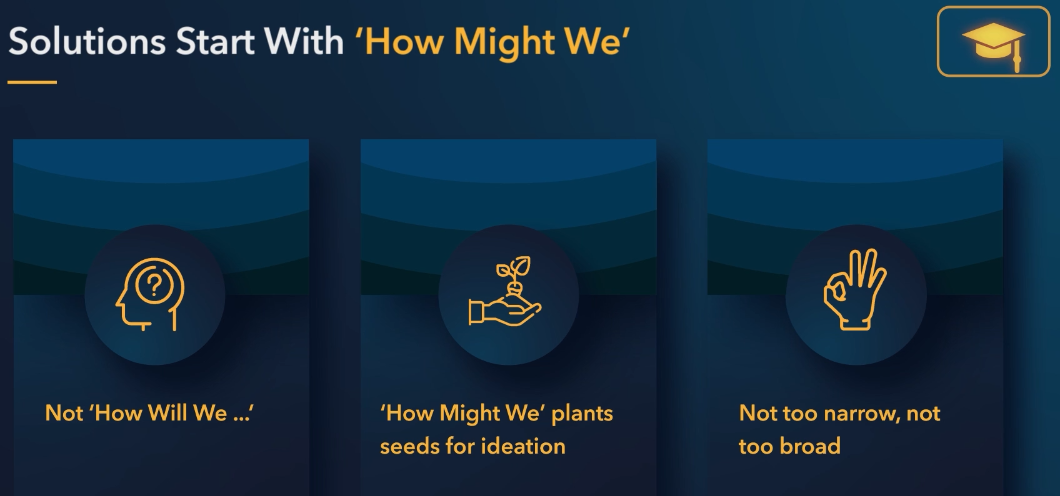 Solutions Start With ‘How Might We’
Not ‘How Will We ...’
‘How Might We’ plants
seeds for ideation
Not too narrow, not
too broad